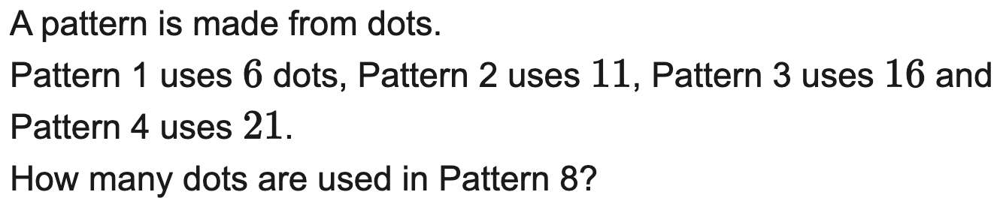 A pattern is made from dots.
Pattern 1 uses 6 dots, Pattern 2 uses 11, Pattern 3 uses 16 and
Pattern 4 uses 21.
How many dots are used in Pattern 8?